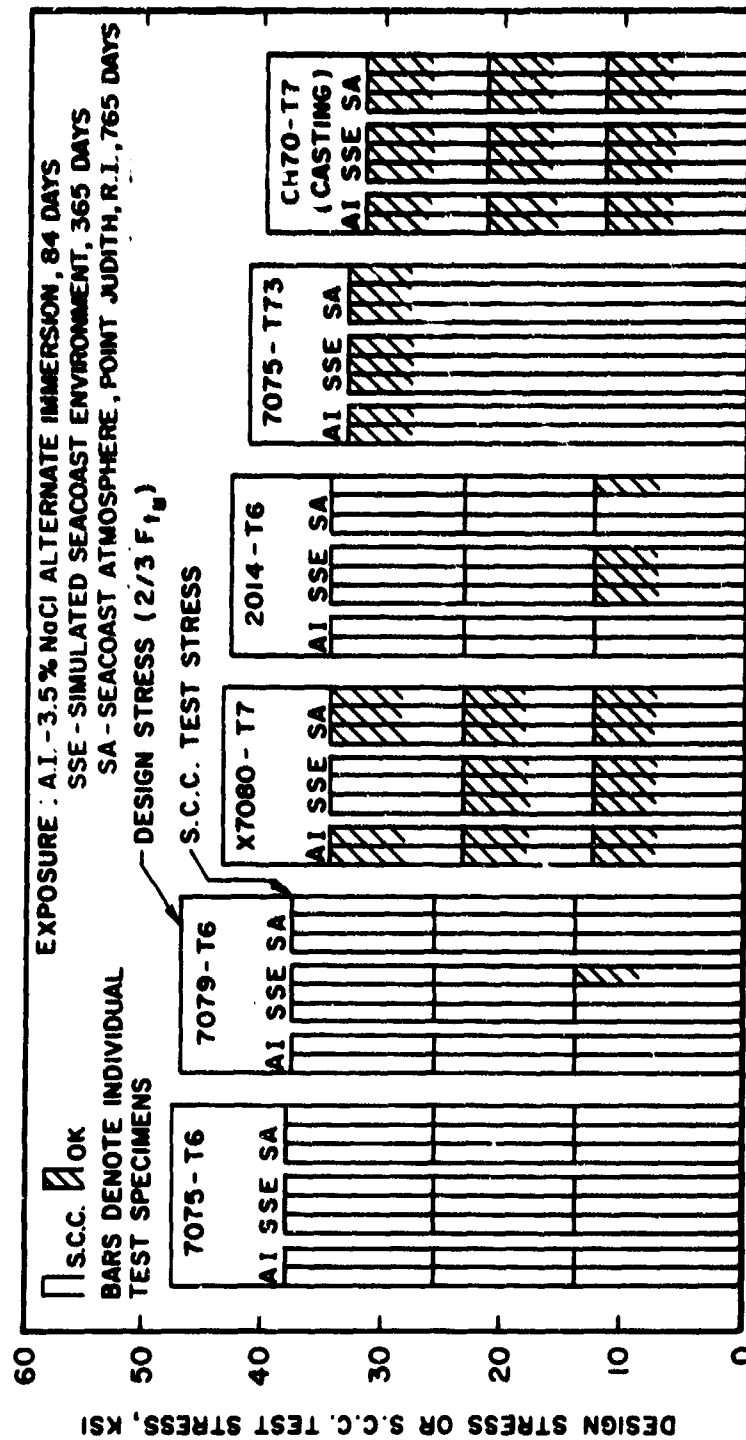 EXPOSURE : A.I.-3.5% NaCl ALTERNATE IMMERSION, 84 DAYS
SSE-SIMULATED SEACOAST ENVIRONMENT, 365 DAYS
SA-SEACOAST ATMOSPHERE, POINT JUDITH, R.I., 765 DAYS
S.C.C. OK
BARS DENOTE INDIVIDUAL
TEST SPECIMENS
DESIGN STRESS (2/3 Ftu)
S.C.C. TEST STRESS
7075-T6
AI SSE SA
7079-T6
AI SSE SA
X7080-T7
AI SSE SA
2014-T6
AI SSE SA
7075-T73
AI SSE SA
CH70-T7
(CASTING)
AI SSE SA
60
50
40
30
20
10
0
DESIGN STRESS OR S.C.C. TEST STRESS, KSI